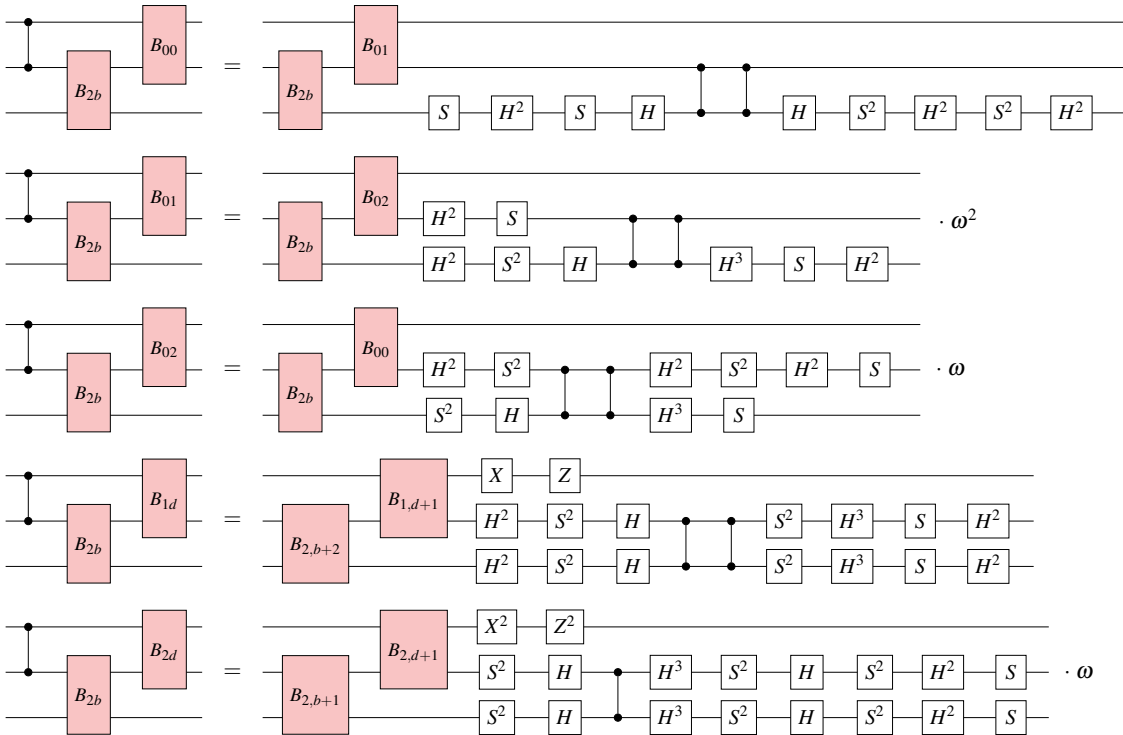 B₀₀ = B₀₁
B₂b B₂b
S H² S H H S² H² S² H²
B₀₁ = B₀₂
B₂b B₂b H² S · ω²
H² S² H H³ S H²
B₀₂ = B₀₀
B₂b B₂b H² S² H² S² H² S · ω
S² H H³ S
B₁d = B₁,d+1 X Z
B₂b B₂,b+2 H² S² H S² H³ S H²
H² S² H S² H³ S H²
B₂d = B₂,d+1 X² Z²
B₂b B₂,b+1 S² H H³ S² H S² H² S · ω
S² H H³ S² H S² H² S